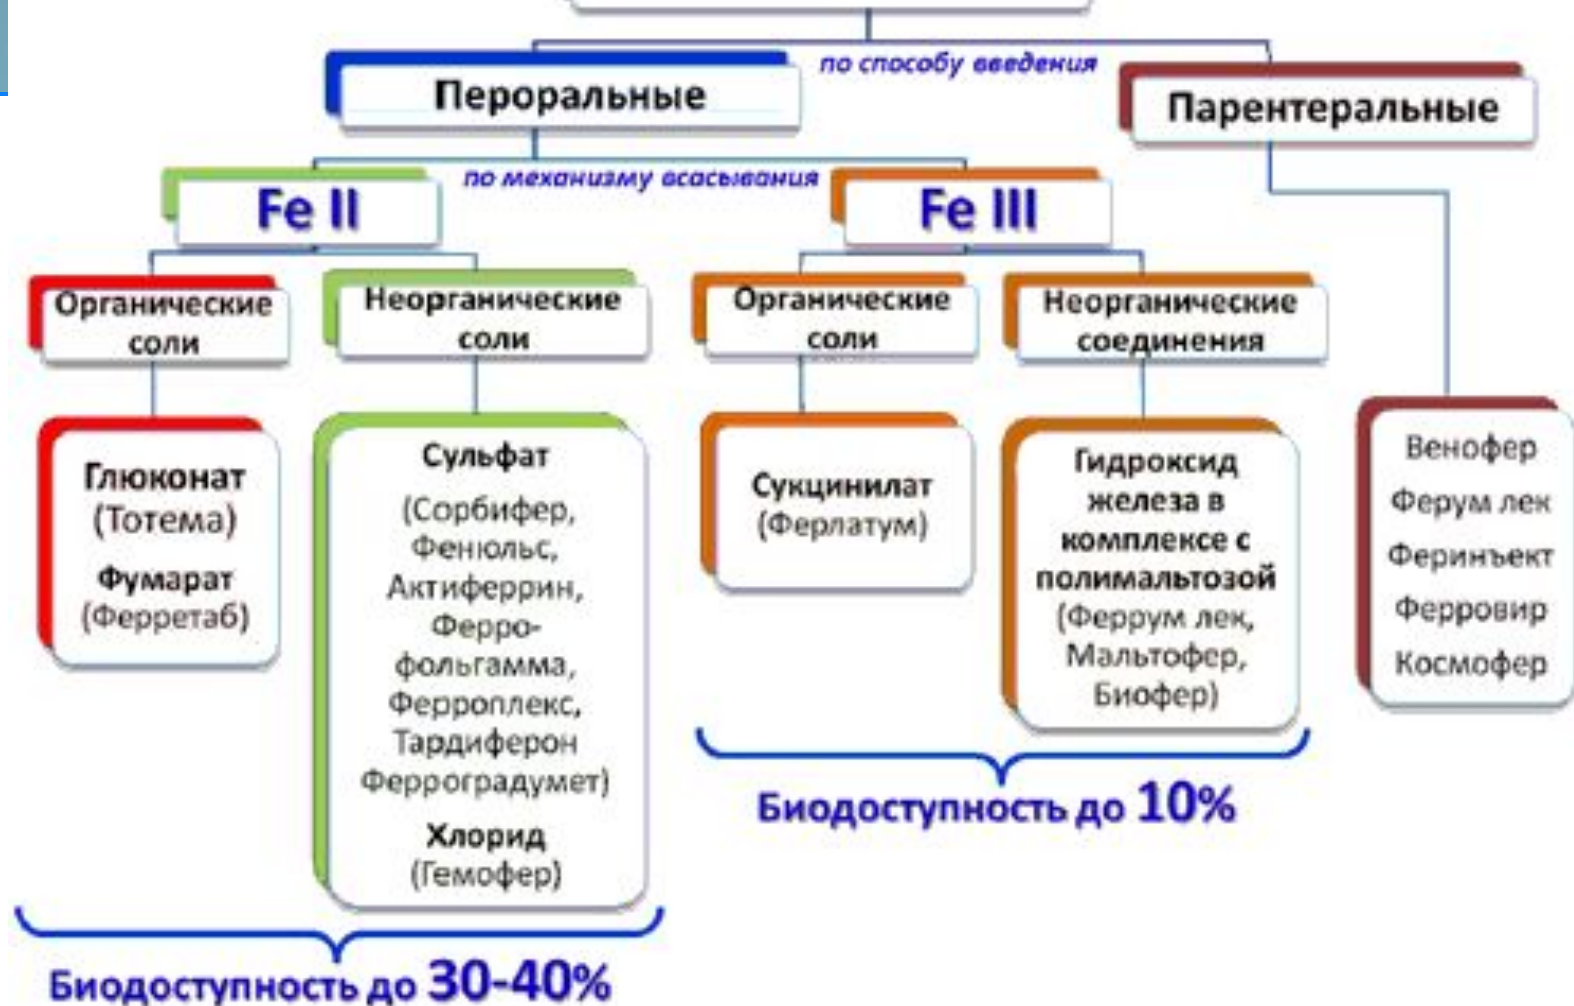 по способу введения
Пероральные
Парентеральные
по механизму всасывания
Fe II
Fe III
Органические
соли
Неорганические
соли
Органические
соли
Неорганические
соединения
Глюконат
(Тотема)
Фумарат
(Ферретаб)
Сульфат
(Сорбифер,
Фенюльс,
Актиферрин,
Ферро-
фольгамма,
Ферроплекс,
Тардиферон
Ферроградумет)
Хлорид
(Гемофер)
Сукцинилат
(Ферлатум)
Гидроксид
железа в
комплексе с
полимальтозой
(Феррум лек,
Мальтофер,
Биофер)
Венофер
Ферум лек
Феринъект
Ферровир
Космофер
Биодоступность до 10%
Биодоступность до 30-40%